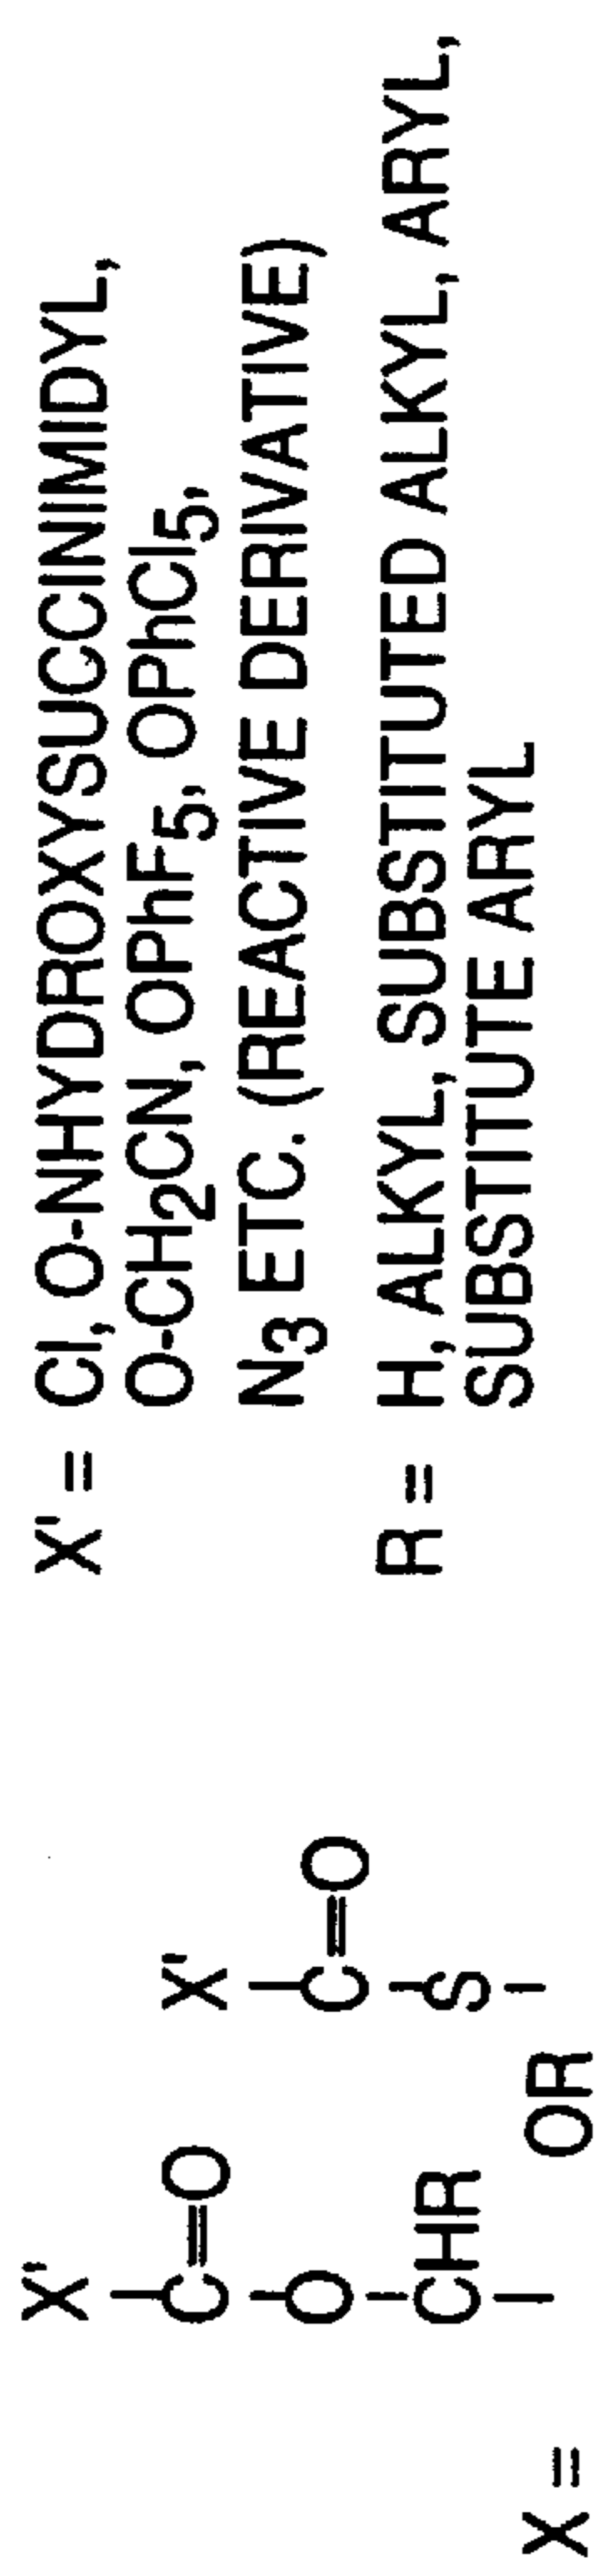 X'
C=O
O
CHR
X =
OR
X'
C=O
S
X' = Cl, O-NHYDROXYSUCCINIMIDYL,
O-CH2CN, OPhF5, OPhCl5,
N3 ETC. (REACTIVE DERIVATIVE)
R = H, ALKYL, SUBSTITUTED ALKYL, ARYL,
SUBSTITUTE ARYL